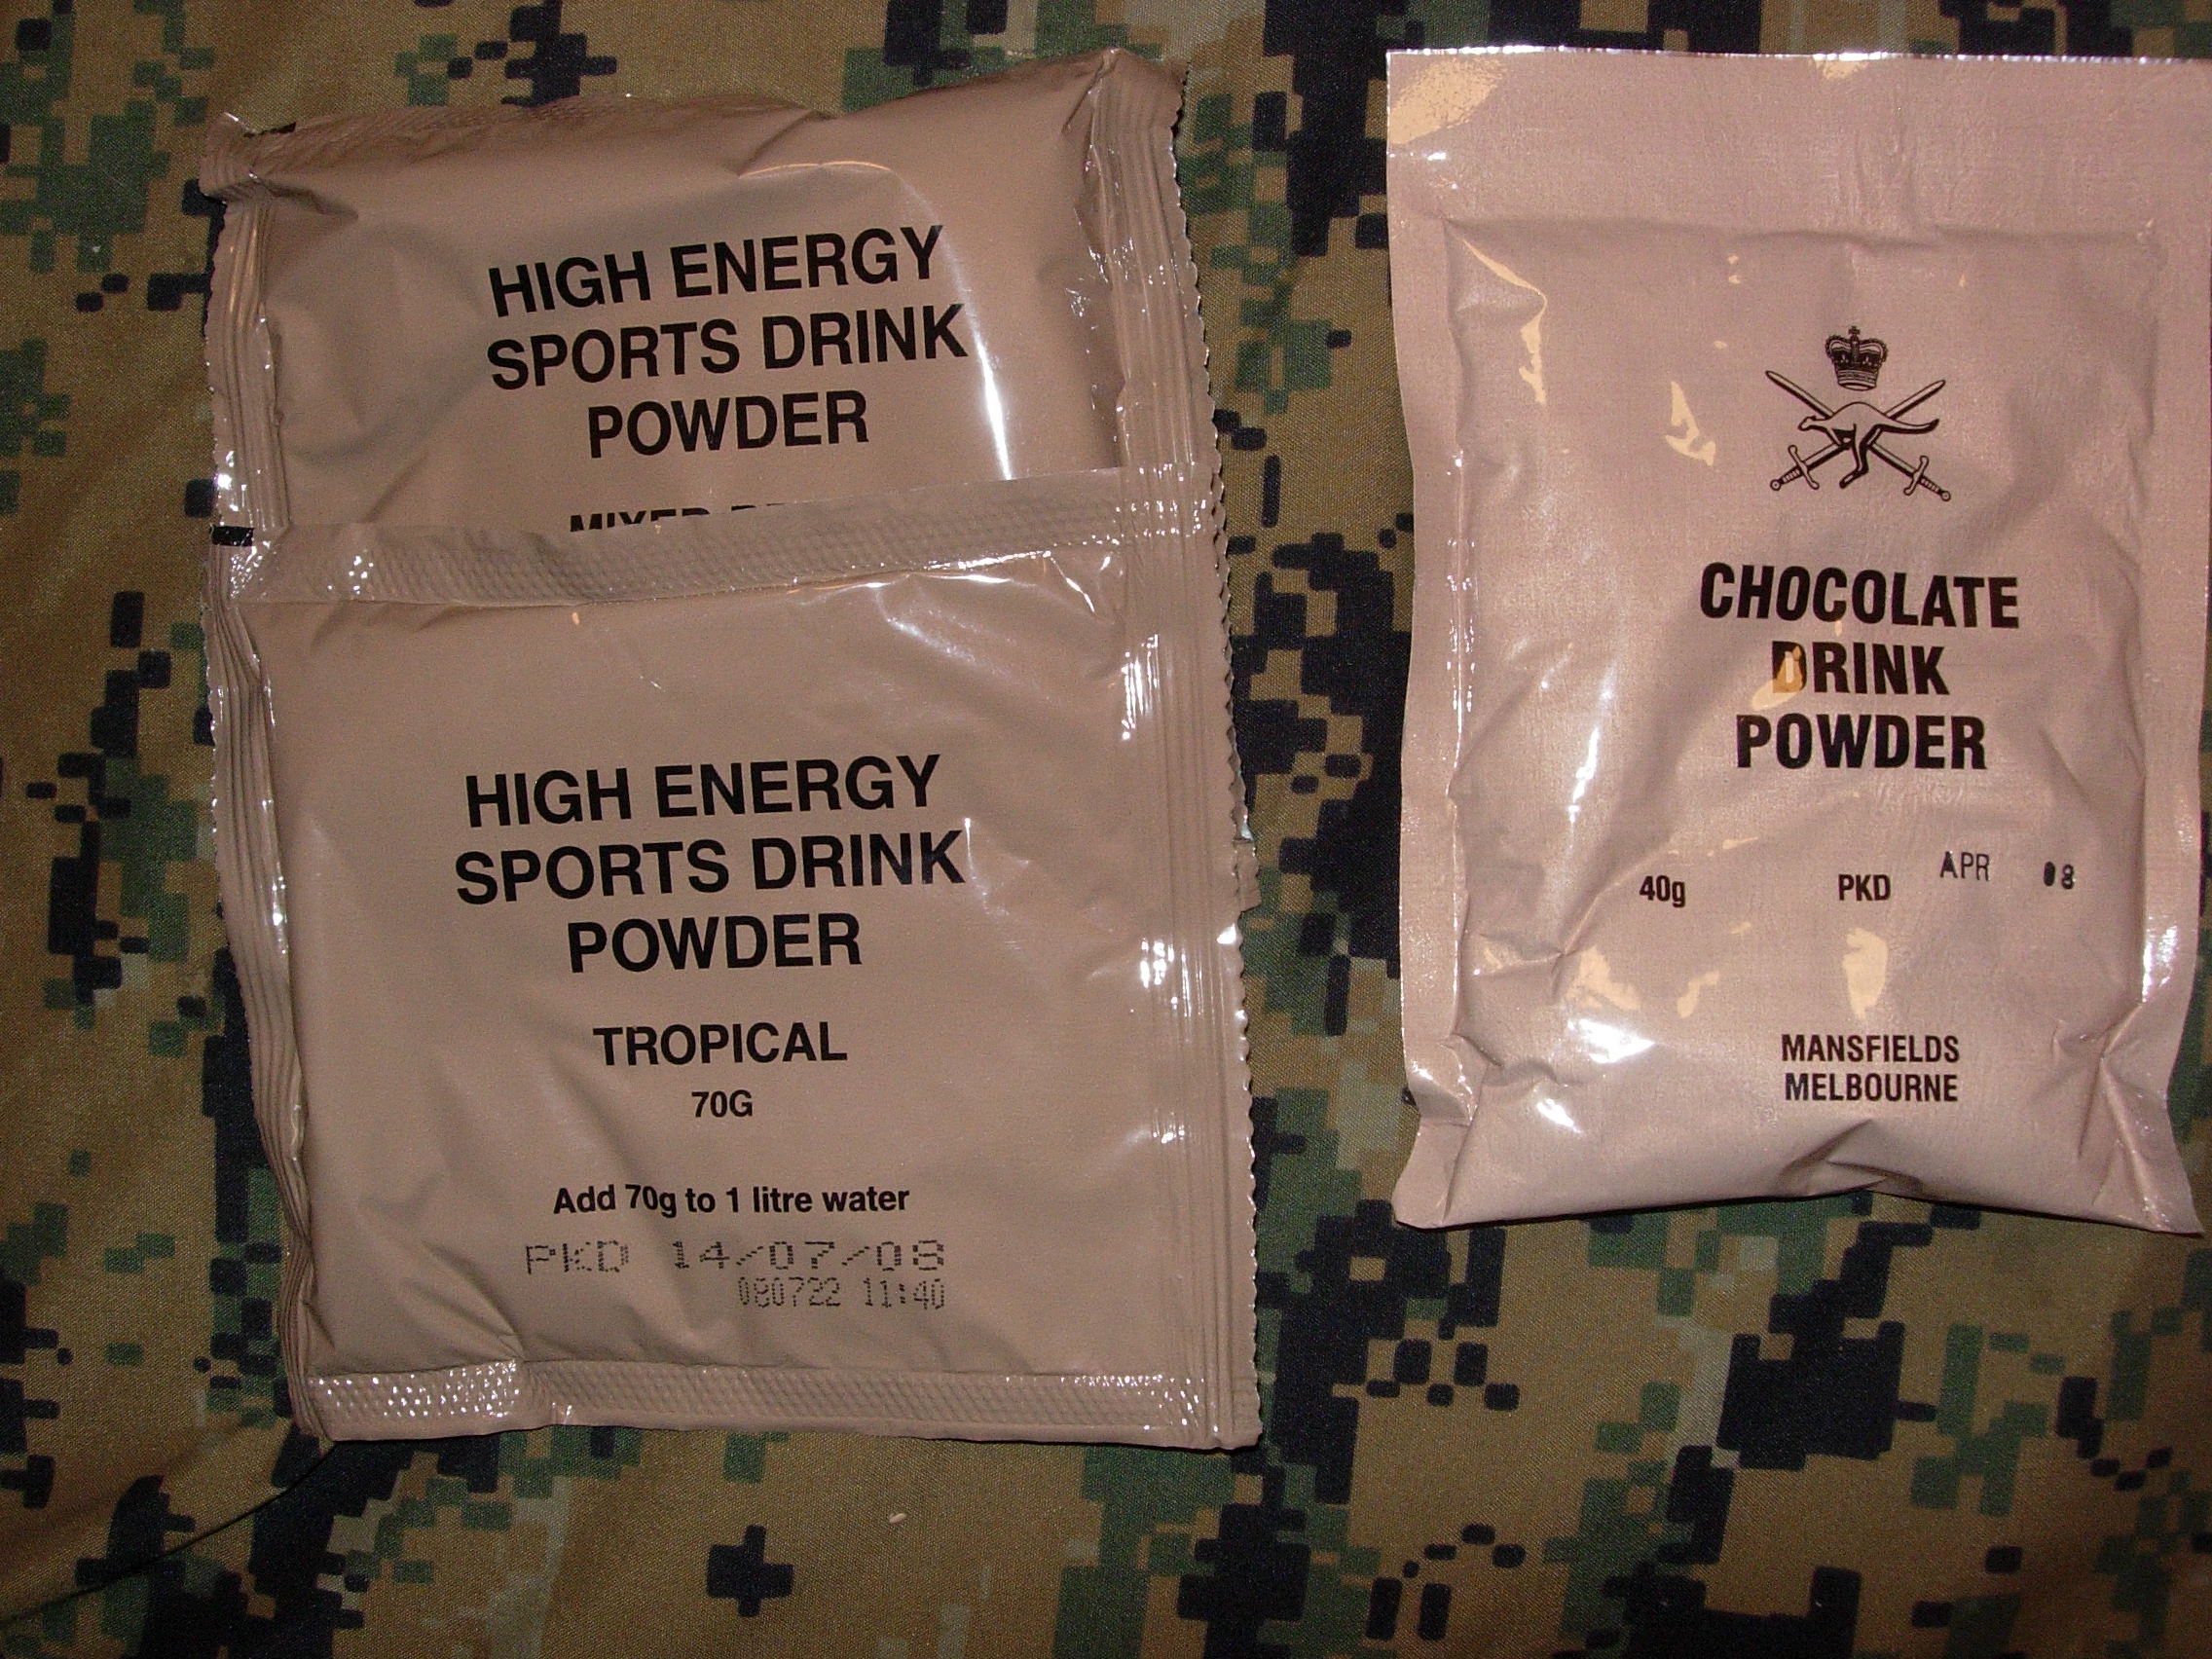 HIGH ENERGY
SPORTS DRINK
POWDER
MIXED
HIGH ENERGY
SPORTS DRINK
POWDER
TROPICAL
70G
Add 70g to 1 litre water
PKD 14/07/08
080722 11:40
CHOCOLATE
DRINK
POWDER
40g PKD APR 08
MANSFIELDS
MELBOURNE